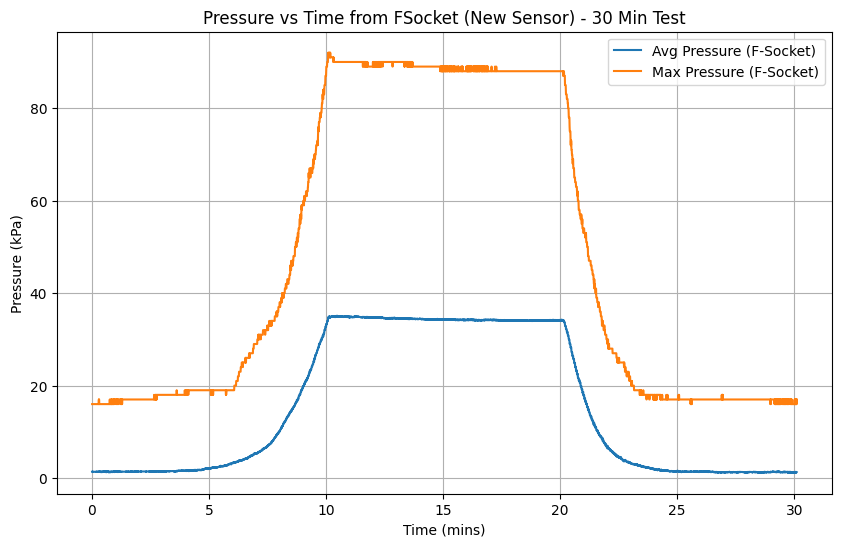 Pressure vs Time from FSocket (New Sensor) - 30 Min Test
Avg Pressure (F-Socket)
Max Pressure (F-Socket)
Pressure (kPa)
80
60
40
20
0
0 5 10 15 20 25 30
Time (mins)